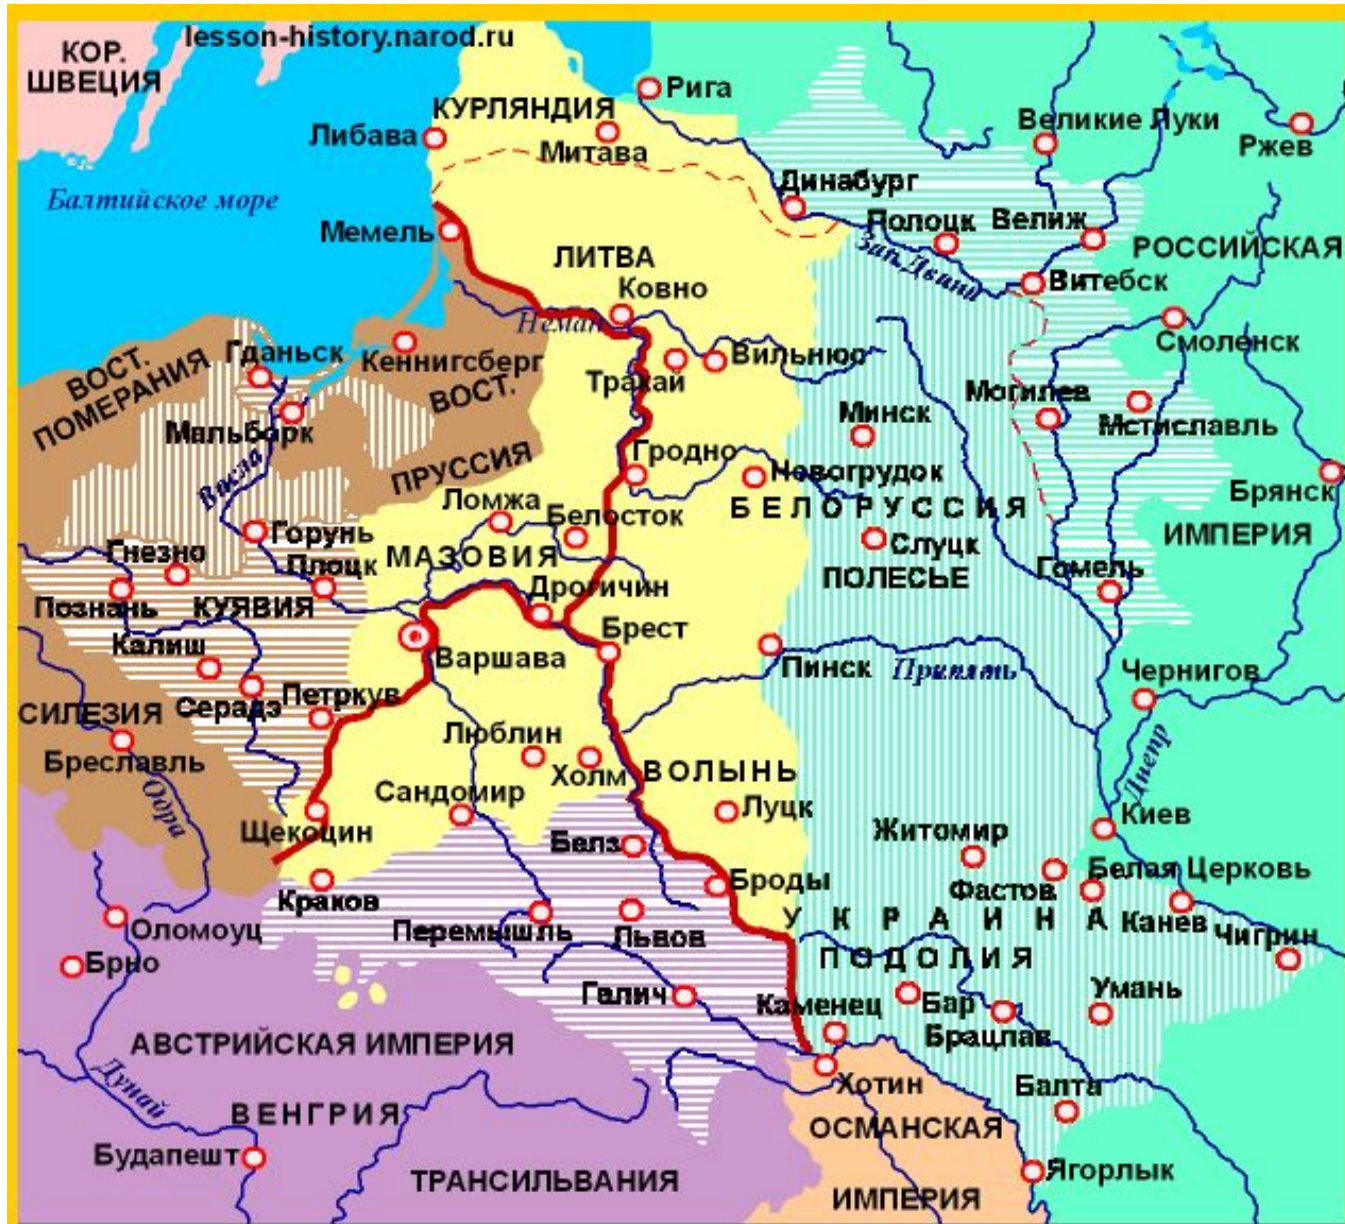 lesson-history.narod.ru
КОР.
ШВЕЦИЯ
КУРЛЯНДИЯ
Рига
Либава
Митава
Великие Луки
Ржев
Балтийское море
Динабург
Мемель
Полоцк
Велиж
РОССИЙСКАЯ
Зап.Двина
ЛИТВА
Ковно
Витебск
Неман
Смоленск
ВОСТ.
ПОМЕРАНИЯ
Гданьск
Кеннигсберг
ВОСТ.
ПРУССИЯ
Тракай
Вильнюс
Минск
Могилев
Мстиславль
Мальборк
Висла
Гродно
Новогрудок
Брянск
Ломжа
Белосток
БЕЛОРУССИЯ
ИМПЕРИЯ
Горунь
Гнезно
Плоцк
МАЗОВИЯ
Слуцк
ПОЛЕСЬЕ
Гомель
Познань
КУЯВИЯ
Дрогичин
Калиш
Варшава
Брест
Пинск
Припять
Чернигов
СИЛЕЗИЯ
Серадз
Петркув
Бреславль
Одра
Люблин
Холм
ВОЛЫНЬ
Днепр
Сандомир
Луцк
Киев
Щекоцин
Белз
Житомир
Краков
Броды
Фастов
Белая Церковь
Оломоуц
Перемышль
Львов
УКРАИНА
Канев
Чигрин
Брно
ПОДОЛИЯ
Галич
Каменец
Бар
Умань
Брацлав
АВСТРИЙСКАЯ ИМПЕРИЯ
Дунай
Хотин
Балта
ВЕНГРИЯ
ОСМАНСКАЯ
ИМПЕРИЯ
Будапешт
ТРАНСИЛЬВАНИЯ
Ягорлык